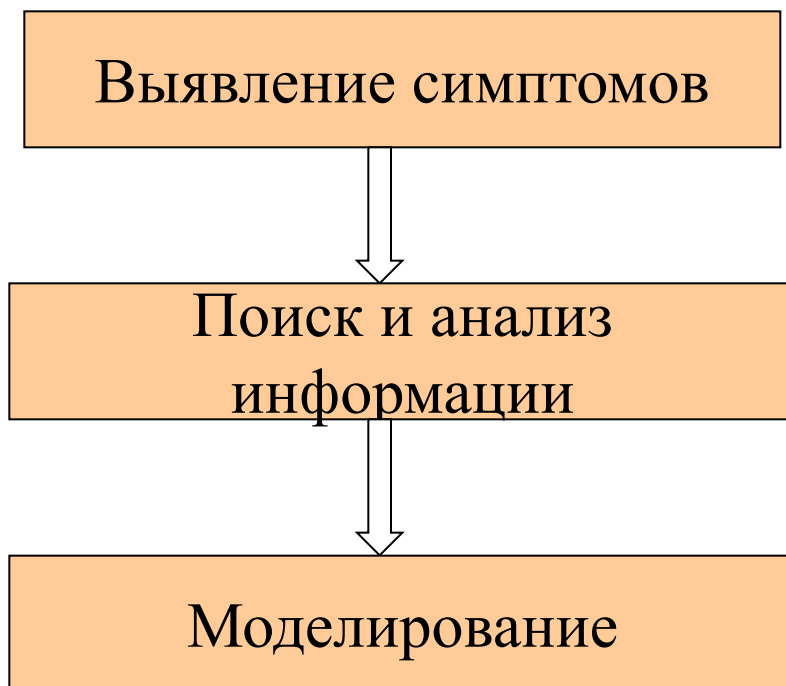 Выявление симптомов
Поиск и анализ
информации
Моделирование